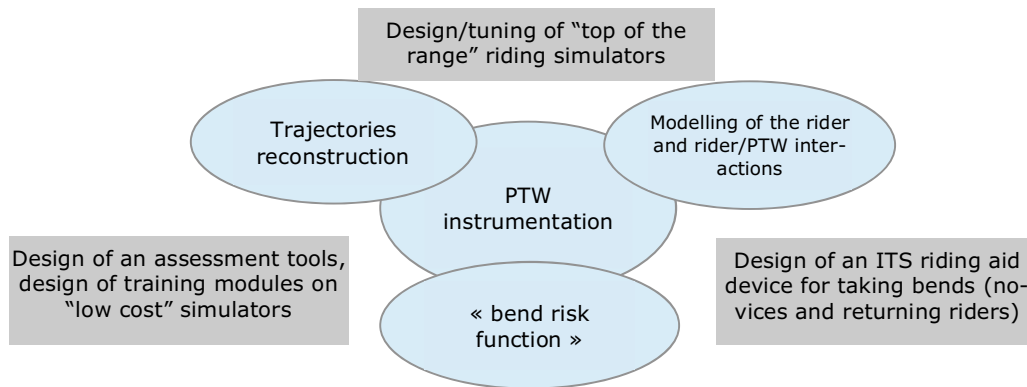 Design/tuning of “top of the
range” riding simulators
Trajectories
reconstruction
Modelling of the rider
and rider/PTW inter-
actions
PTW
instrumentation
Design of an assessment tools,
design of training modules on
“low cost” simulators
Design of an ITS riding aid
device for taking bends (no-
vices and returning riders)
« bend risk
function »